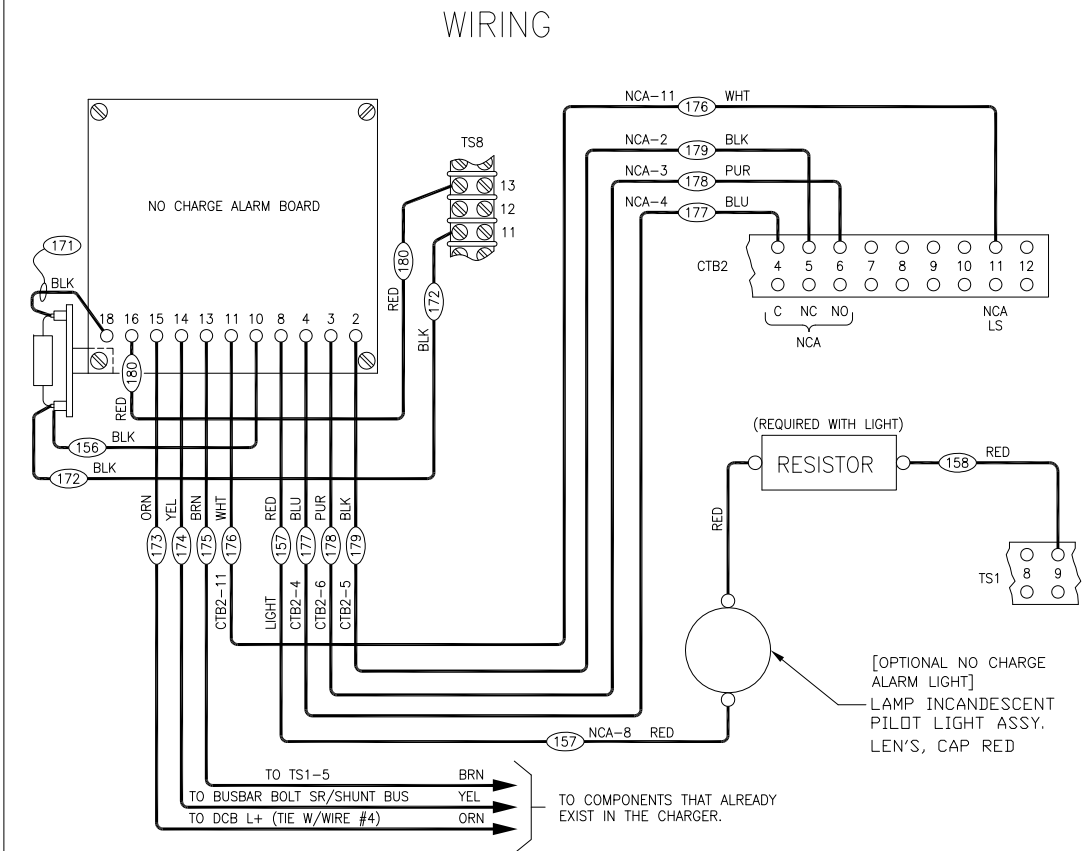 WIRING
NCA-11 176 WHT
TS8
NCA-2 179 BLK
NCA-3 178 PUR
NCA-4 177 BLU
13
12
11
NO CHARGE ALARM BOARD
171
BLK
180
RED
172
BLK
CTB2
4 5 6 7 8 9 10 11 12
C NC NO
NCA
NCA
LS
18 16 15 14 13 11 10 8 4 3 2
180
RED
156 BLK
172 BLK
(REQUIRED WITH LIGHT)
RESISTOR
158 RED
RED
ORN YEL BRN WHT RED BLU PUR BLK
173 174 175 176 157 177 178 179
CTB2-11 LIGHT CTB2-4 CTB2-6 CTB2-5
TS1
8 9
[OPTIONAL NO CHARGE
ALARM LIGHT]
LAMP INCANDESCENT
PILOT LIGHT ASSY.
LEN'S, CAP RED
157 NCA-8 RED
TO TS1-5 BRN
TO BUSBAR BOLT SR/SHUNT BUS YEL
TO DCB L+ (TIE W/WIRE #4) ORN
TO COMPONENTS THAT ALREADY
EXIST IN THE CHARGER.